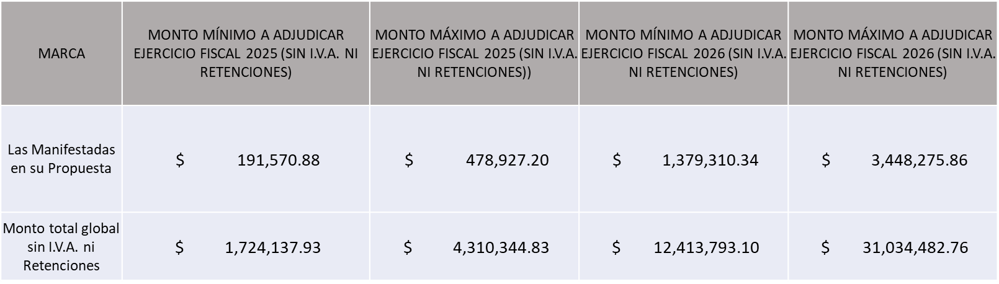 MARCA
MONTO MÍNIMO A ADJUDICAR
EJERCICIO FISCAL 2025 (SIN I.V.A. NI
RETENCIONES)
MONTO MÁXIMO A ADJUDICAR
EJERCICIO FISCAL 2025 (SIN I.V.A.
NI RETENCIONES))
MONTO MÍNIMO A ADJUDICAR
EJERCICIO FISCAL 2026 (SIN I.V.A.
NI RETENCIONES)
MONTO MÁXIMO A ADJUDICAR
EJERCICIO FISCAL 2026 (SIN I.V.A.
NI RETENCIONES)
Las Manifestadas
en su Propuesta
$ 191,570.88
$ 478,927.20
$ 1,379,310.34
$ 3,448,275.86
Monto total global
sin I.V.A. ni
Retenciones
$ 1,724,137.93
$ 4,310,344.83
$ 12,413,793.10
$ 31,034,482.76